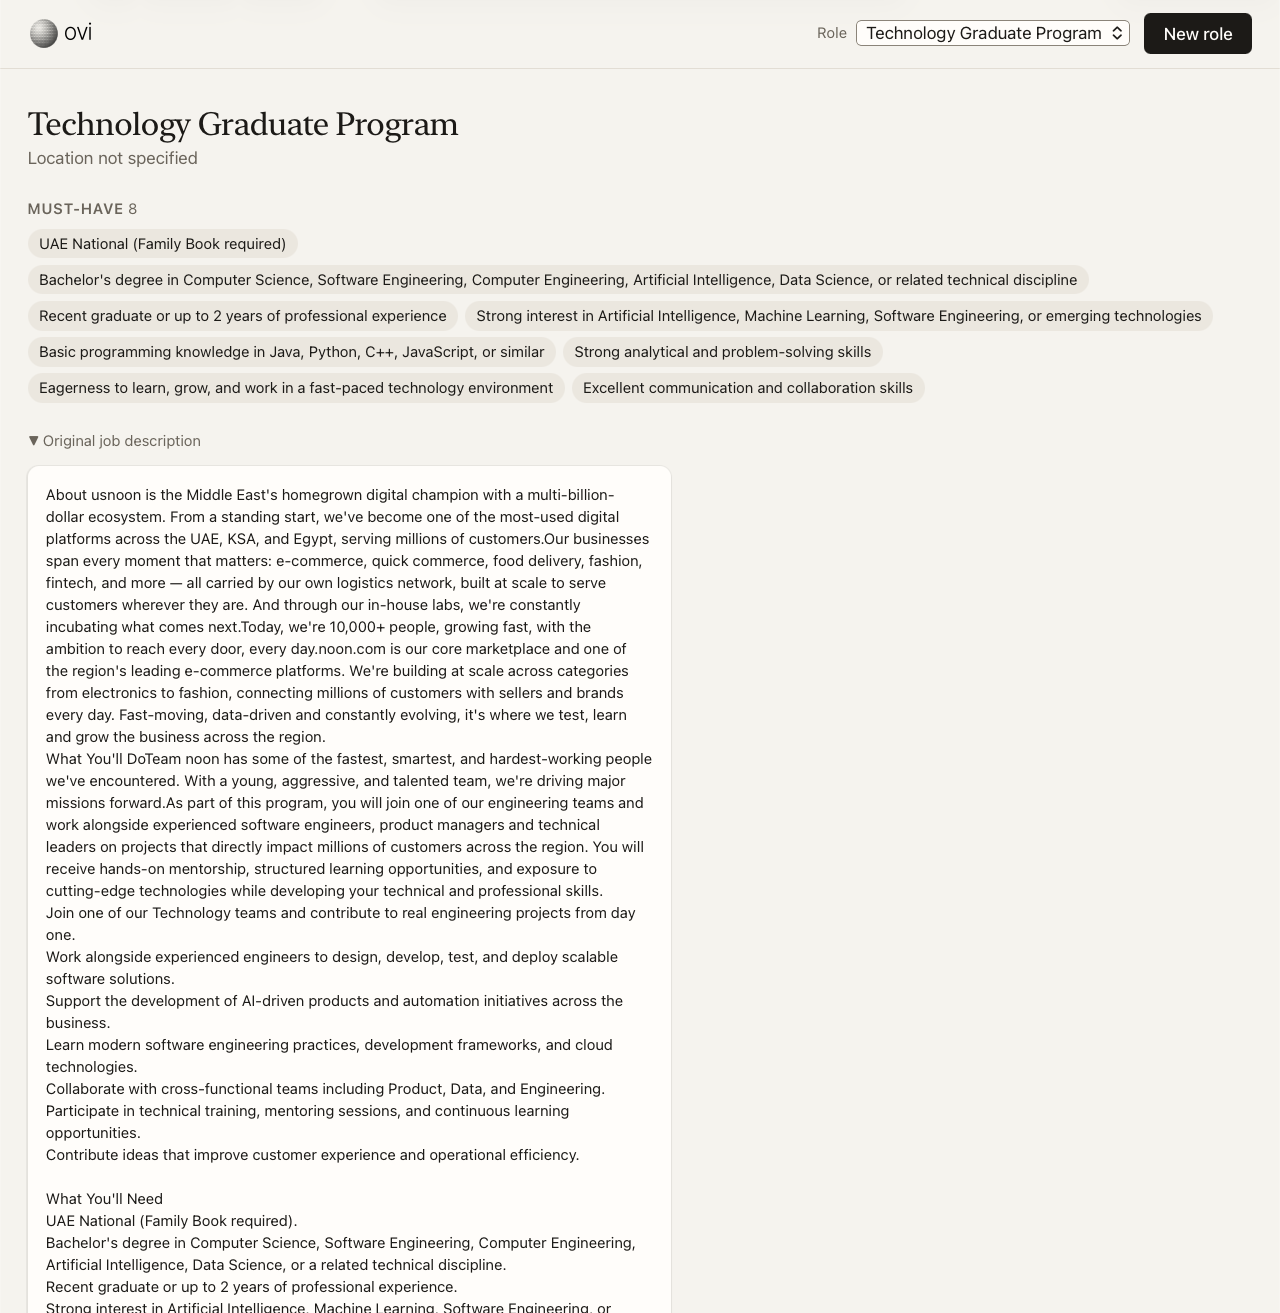 ovi
Role Technology Graduate Program New role
Technology Graduate Program
Location not specified
MUST-HAVE 8
UAE National (Family Book required)
Bachelor's degree in Computer Science, Software Engineering, Computer Engineering, Artificial Intelligence, Data Science, or related technical discipline
Recent graduate or up to 2 years of professional experience Strong interest in Artificial Intelligence, Machine Learning, Software Engineering, or emerging technologies
Basic programming knowledge in Java, Python, C++, JavaScript, or similar Strong analytical and problem-solving skills
Eagerness to learn, grow, and work in a fast-paced technology environment Excellent communication and collaboration skills
▼ Original job description
About usnoon is the Middle East's homegrown digital champion with a multi-billion-
dollar ecosystem. From a standing start, we've become one of the most-used digital
platforms across the UAE, KSA, and Egypt, serving millions of customers.Our businesses
span every moment that matters: e-commerce, quick commerce, food delivery, fashion,
fintech, and more — all carried by our own logistics network, built at scale to serve
customers wherever they are. And through our in-house labs, we're constantly
incubating what comes next.Today, we're 10,000+ people, growing fast, with the
ambition to reach every door, every day.noon.com is our core marketplace and one of
the region's leading e-commerce platforms. We're building at scale across categories
from electronics to fashion, connecting millions of customers with sellers and brands
every day. Fast-moving, data-driven and constantly evolving, it's where we test, learn
and grow the business across the region.
What You'll DoTeam noon has some of the fastest, smartest, and hardest-working people
we've encountered. With a young, aggressive, and talented team, we're driving major
missions forward.As part of this program, you will join one of our engineering teams and
work alongside experienced software engineers, product managers and technical
leaders on projects that directly impact millions of customers across the region. You will
receive hands-on mentorship, structured learning opportunities, and exposure to
cutting-edge technologies while developing your technical and professional skills.
Join one of our Technology teams and contribute to real engineering projects from day
one.
Work alongside experienced engineers to design, develop, test, and deploy scalable
software solutions.
Support the development of AI-driven products and automation initiatives across the
business.
Learn modern software engineering practices, development frameworks, and cloud
technologies.
Collaborate with cross-functional teams including Product, Data, and Engineering.
Participate in technical training, mentoring sessions, and continuous learning
opportunities.
Contribute ideas that improve customer experience and operational efficiency.
What You'll Need
UAE National (Family Book required).
Bachelor's degree in Computer Science, Software Engineering, Computer Engineering,
Artificial Intelligence, Data Science, or a related technical discipline.
Recent graduate or up to 2 years of professional experience.
Strong interest in Artificial Intelligence, Machine Learning, Software Engineering, or